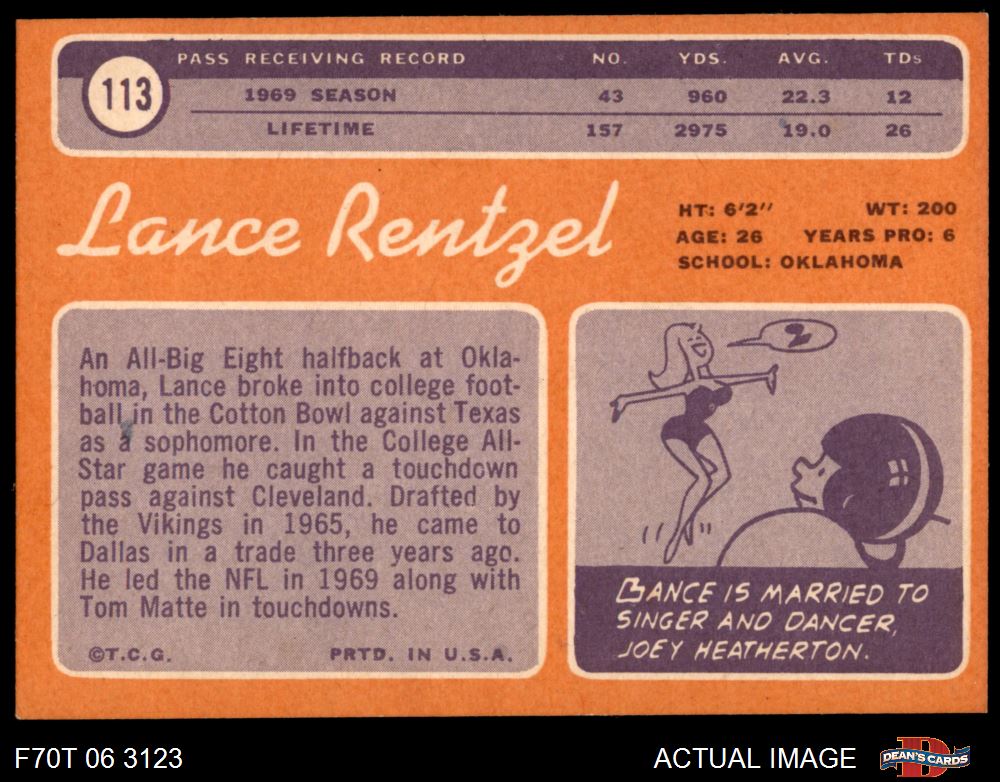 113
PASS RECEIVING RECORD NO. YDS. AVG. TDs
1969 SEASON 43 960 22.3 12
LIFETIME 157 2975 19.0 26
Lance Rentzel
HT: 6'2" WT: 200
AGE: 26 YEARS PRO: 6
SCHOOL: OKLAHOMA
An All-Big Eight halfback at Okla-
homa, Lance broke into college foot-
ball in the Cotton Bowl against Texas
as a sophomore. In the College All-
Star game he caught a touchdown
pass against Cleveland. Drafted by
the Vikings in 1965, he came to
Dallas in a trade three years ago.
He led the NFL in 1969 along with
Tom Matte in touchdowns.
©T.C.G. PRTD. IN U.S.A.
LANCE IS MARRIED TO
SINGER AND DANCER,
JOEY HEATHERTON.
F70T 06 3123 ACTUAL IMAGE DEAN'S CARDS